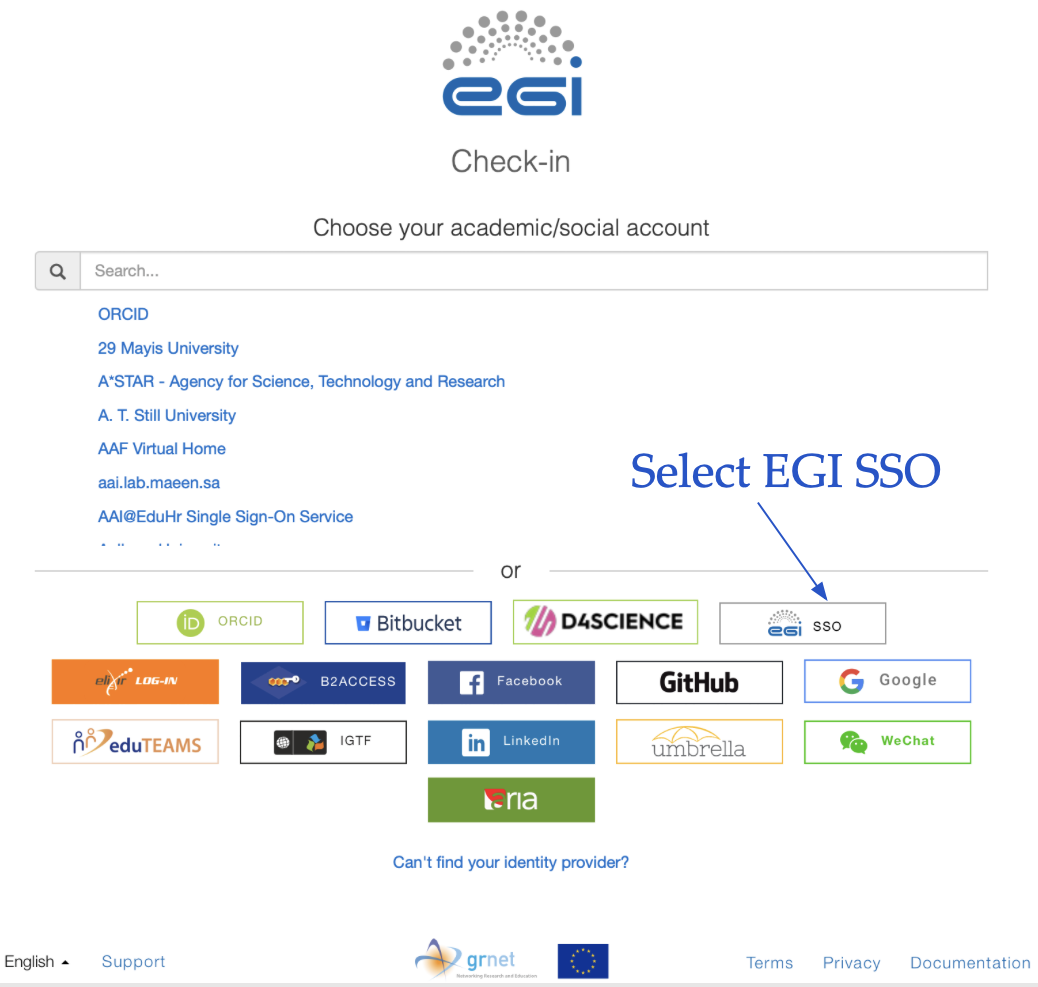 egi
Check-in
Choose your academic/social account
Search...
ORCID
29 Mayis University
A*STAR - Agency for Science, Technology and Research
A. T. Still University
AAF Virtual Home
aai.lab.maeen.sa
AAI@EduHr Single Sign-On Service
Select EGI SSO
or
iD ORCID
Bitbucket
D4SCIENCE
egi SSO
elixir LOG-IN
B2ACCESS
Facebook
GitHub
Google
eduTEAMS
IGTF
LinkedIn
umbrella
WeChat
aria
Can't find your identity provider?
English
Support
grnet
Networking Research and Education
Terms
Privacy
Documentation